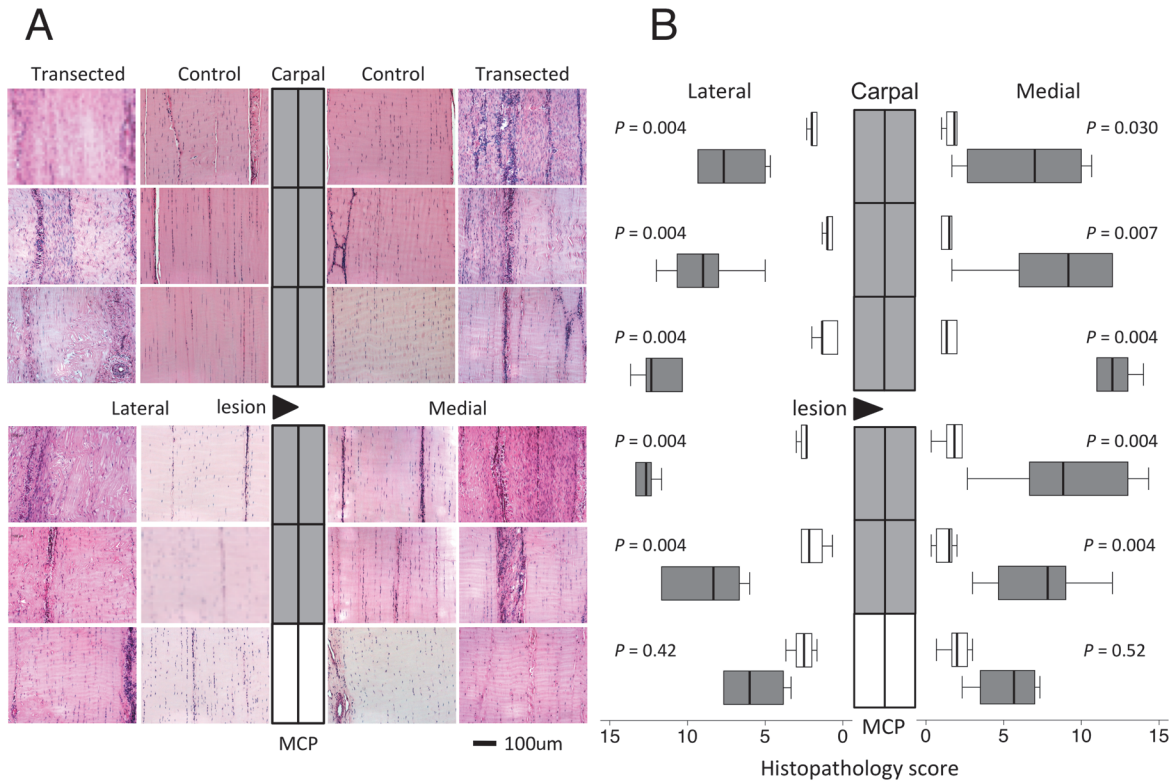 A
B
Transected Control Carpal Control Transected
Lateral Carpal Medial
P = 0.004
P = 0.030
P = 0.004
P = 0.007
P = 0.004
P = 0.004
Lateral lesion Medial
lesion
P = 0.004
P = 0.004
P = 0.004
P = 0.004
P = 0.42
P = 0.52
MCP 100um
MCP
15 10 5 0 0 5 10 15
Histopathology score